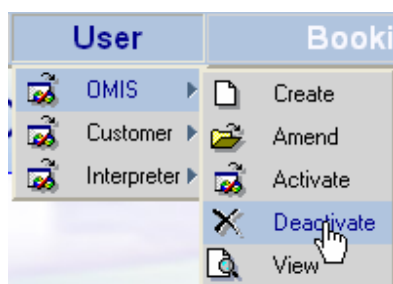 User
Booki
OMIS
Customer
Interpreter
Create
Amend
Activate
Deactivate
View